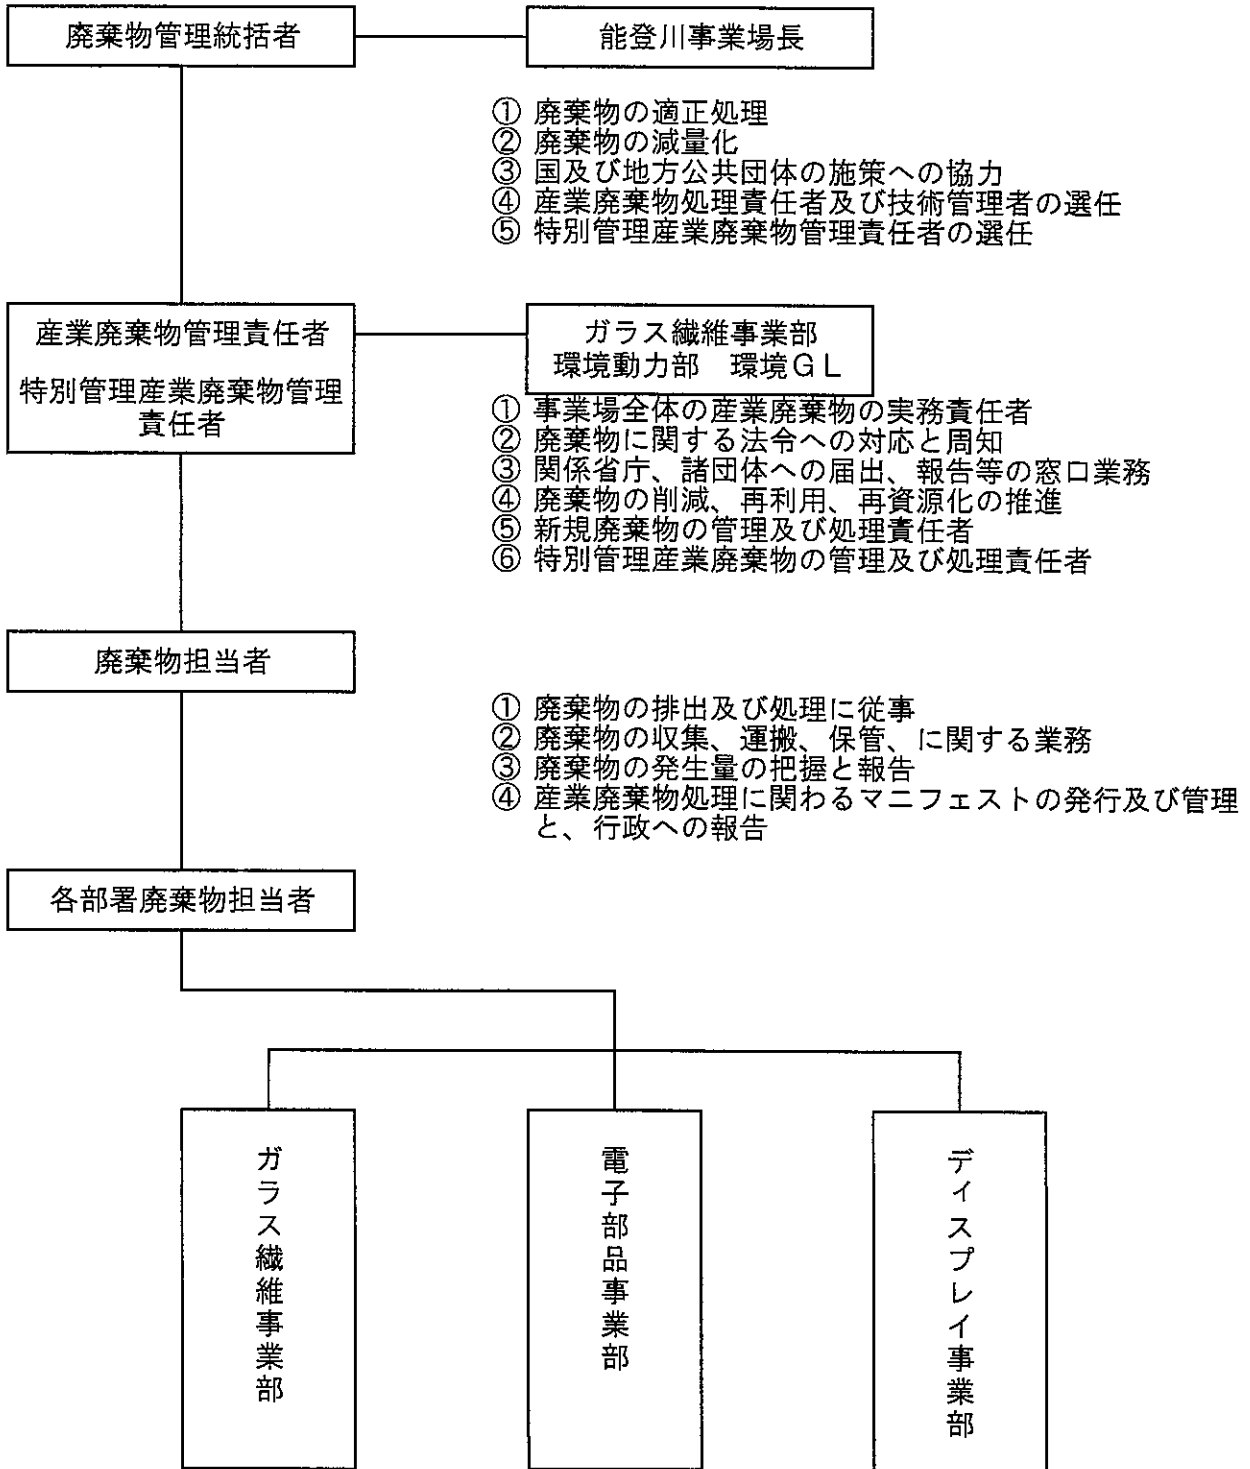 廃棄物管理統括者
能登川事業場長
① 廃棄物の適正処理
② 廃棄物の減量化
③ 国及び地方公共団体の施策への協力
④ 産業廃棄物処理責任者及び技術管理者の選任
⑤ 特別管理産業廃棄物管理責任者の選任
産業廃棄物管理責任者
特別管理産業廃棄物管理
責任者
ガラス繊維事業部
環境動力部　環境ＧＬ
① 事業場全体の産業廃棄物の実務責任者
② 廃棄物に関する法令への対応と周知
③ 関係省庁、諸団体への届出、報告等の窓口業務
④ 廃棄物の削減、再利用、再資源化の推進
⑤ 新規廃棄物の管理及び処理責任者
⑥ 特別管理産業廃棄物の管理及び処理責任者
廃棄物担当者
① 廃棄物の排出及び処理に従事
② 廃棄物の収集、運搬、保管、に関する業務
③ 廃棄物の発生量の把握と報告
④ 産業廃棄物処理に関わるマニフェストの発行及び管理
と、行政への報告
各部署廃棄物担当者
ガラス繊維事業部
電子部品事業部
ディスプレイ事業部